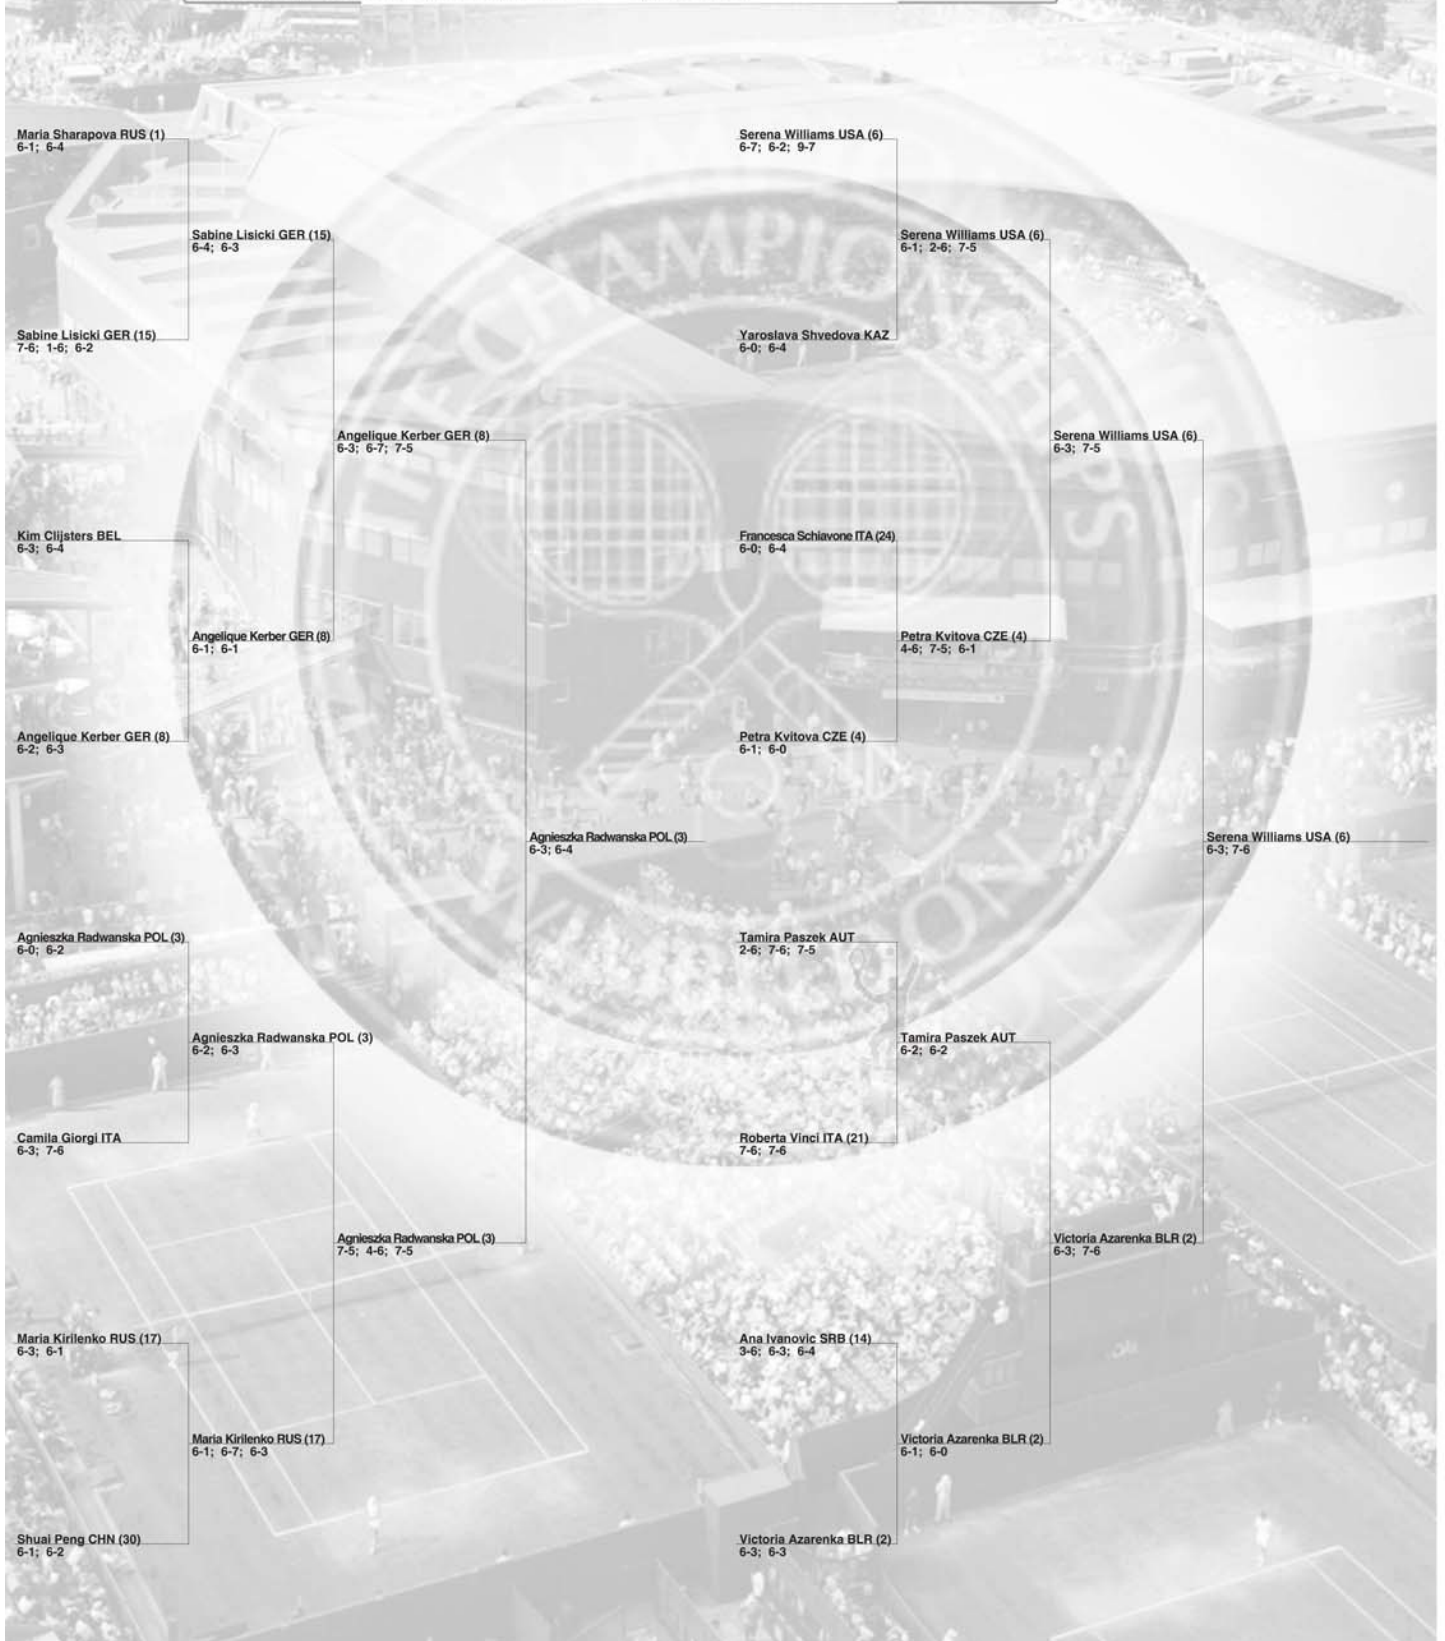 Maria Sharapova RUS (1)
6-1; 6-4
Sabine Lisicki GER (15)
6-4; 6-3
Sabine Lisicki GER (15)
7-6; 1-6; 6-2
Angelique Kerber GER (8)
6-3; 6-7; 7-5
Kim Clijsters BEL
6-3; 6-4
Angelique Kerber GER (8)
6-1; 6-1
Angelique Kerber GER (8)
6-2; 6-3
Agnieszka Radwanska POL (3)
6-3; 6-4
Agnieszka Radwanska POL (3)
6-0; 6-2
Agnieszka Radwanska POL (3)
6-2; 6-3
Camila Giorgi ITA
6-3; 7-6
Agnieszka Radwanska POL (3)
7-5; 4-6; 7-5
Maria Kirilenko RUS (17)
6-3; 6-1
Maria Kirilenko RUS (17)
6-1; 6-7; 6-3
Shuai Peng CHN (30)
6-1; 6-2
Serena Williams USA (6)
6-7; 6-2; 9-7
Serena Williams USA (6)
6-1; 2-6; 7-5
Yaroslava Shvedova KAZ
6-0; 6-4
Serena Williams USA (6)
6-3; 7-5
Francesca Schiavone ITA (24)
6-0; 6-4
Petra Kvitova CZE (4)
4-6; 7-5; 6-1
Petra Kvitova CZE (4)
6-1; 6-0
Serena Williams USA (6)
6-3; 7-6
Tamira Paszek AUT
2-6; 7-6; 7-5
Tamira Paszek AUT
6-2; 6-2
Roberta Vinci ITA (21)
7-6; 7-6
Victoria Azarenka BLR (2)
6-3; 7-6
Ana Ivanovic SRB (14)
3-6; 6-3; 6-4
Victoria Azarenka BLR (2)
6-1; 6-0
Victoria Azarenka BLR (2)
6-3; 6-3
THE CHAMPIONSHIPS